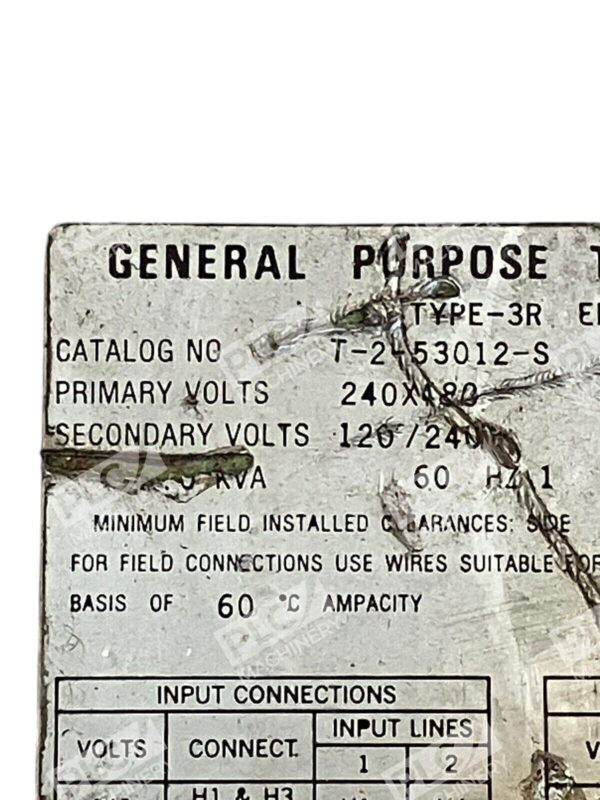 GENERAL PURPOSE T
TYPE-3R E
CATALOG NO T-2-53012-S
PRIMARY VOLTS 240X480
SECONDARY VOLTS 120/240
KVA 60 HZ 1
MINIMUM FIELD INSTALLED CLEARANCES: SIDE
FOR FIELD CONNECTIONS USE WIRES SUITABLE FOR
BASIS OF 60 °C AMPACITY
INPUT CONNECTIONS
VOLTS CONNECT. INPUT LINES
1 2
H1 & H3
V